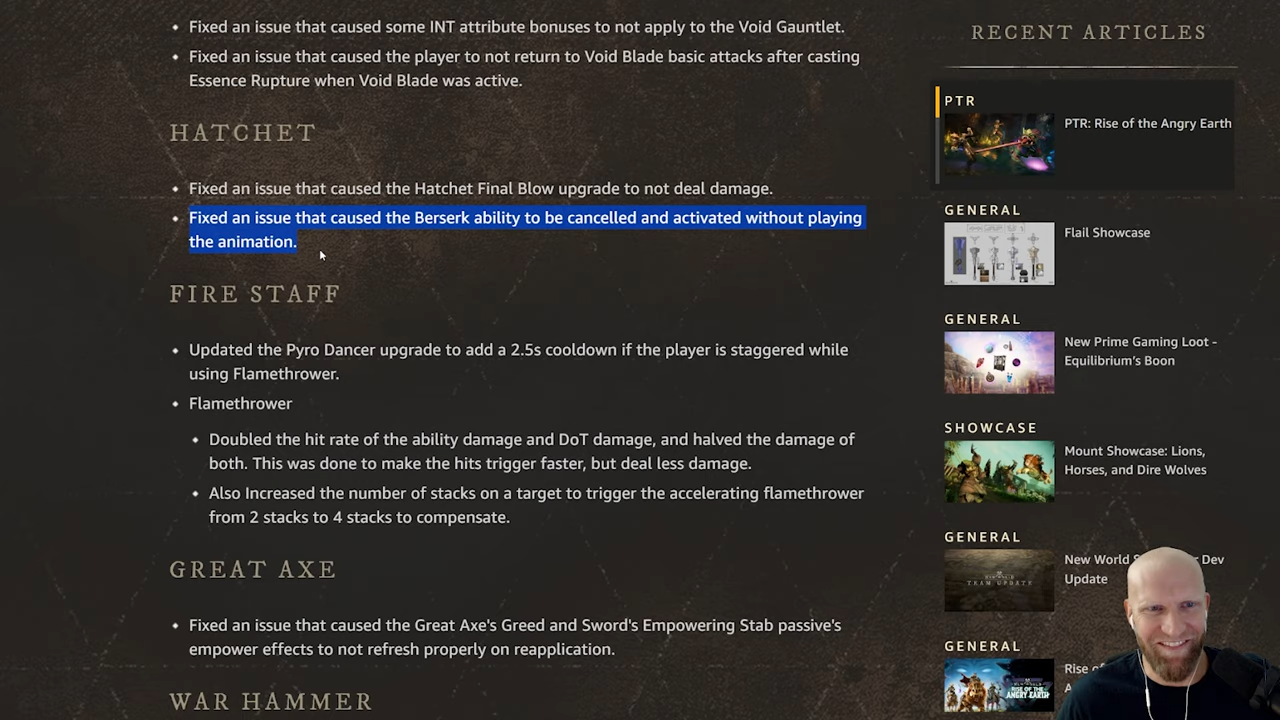 Fixed an issue that caused some INT attribute bonuses to not apply to the Void Gauntlet.
Fixed an issue that caused the player to not return to Void Blade basic attacks after casting
Essence Rupture when Void Blade was active.
HATCHET
Fixed an issue that caused the Hatchet Final Blow upgrade to not deal damage.
Fixed an issue that caused the Berserk ability to be cancelled and activated without playing
the animation.
FIRE STAFF
Updated the Pyro Dancer upgrade to add a 2.5s cooldown if the player is staggered while
using Flamethrower.
Flamethrower
Doubled the hit rate of the ability damage and DoT damage, and halved the damage of
both. This was done to make the hits trigger faster, but deal less damage.
Also Increased the number of stacks on a target to trigger the accelerating flamethrower
from 2 stacks to 4 stacks to compensate.
GREAT AXE
Fixed an issue that caused the Great Axe's Greed and Sword's Empowering Stab passive's
empower effects to not refresh properly on reapplication.
WAR HAMMER
RECENT ARTICLES
PTR
PTR: Rise of the Angry Earth
GENERAL
Flail Showcase
GENERAL
New Prime Gaming Loot -
Equilibrium's Boon
SHOWCASE
Mount Showcase: Lions,
Horses, and Dire Wolves
GENERAL
New World Dev
Update
TEAM UPDATE
GENERAL
Rise
RISE OF THE
ANGRY EARTH